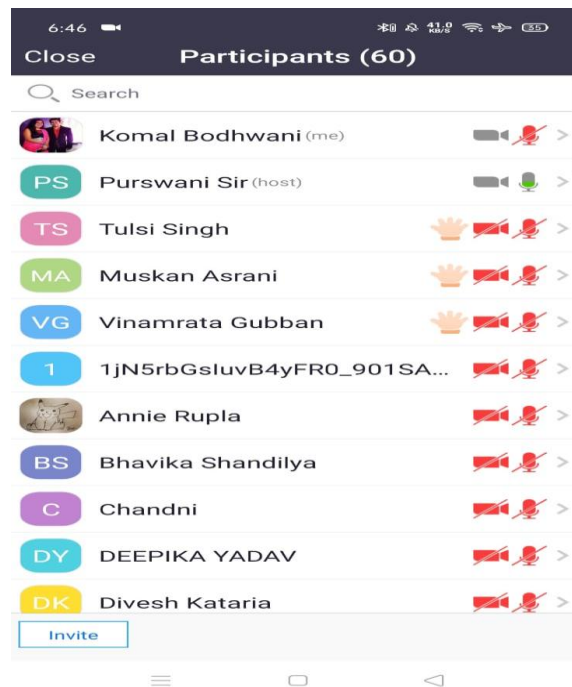 6:46 41.0 KB/S 35
Close Participants (60)
Search
Komal Bodhwani (me)
PS Purswani Sir (host)
TS Tulsi Singh
MA Muskan Asrani
VG Vinamrata Gubban
1 1jN5rbGsIuvB4yFR0_901SA...
Annie Rupla
BS Bhavika Shandilya
C Chandni
DY DEEPIKA YADAV
DK Divesh Kataria
Invite